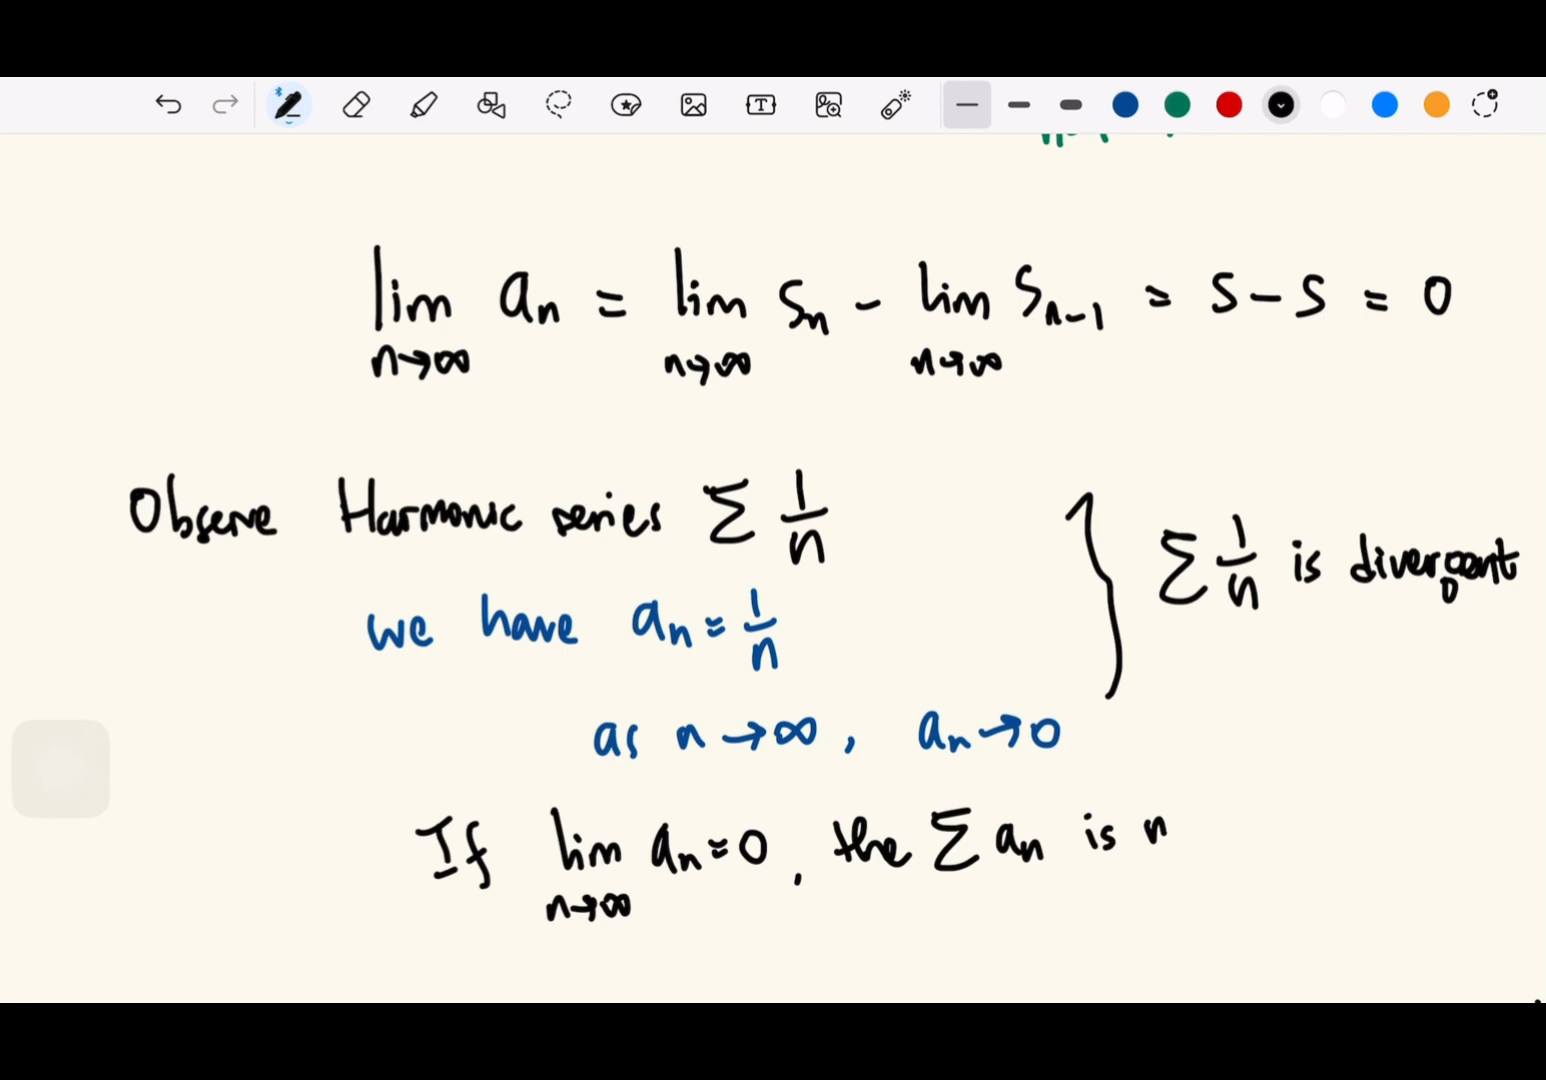 lim n→∞ an = lim n→∞ Sn - lim n→∞ Sn-1 = S - S = 0
Observe Harmonic series Σ 1/n
we have an = 1/n
as n→∞, an→0
} Σ 1/n is divergent
If lim n→∞ an = 0, the Σ an is n